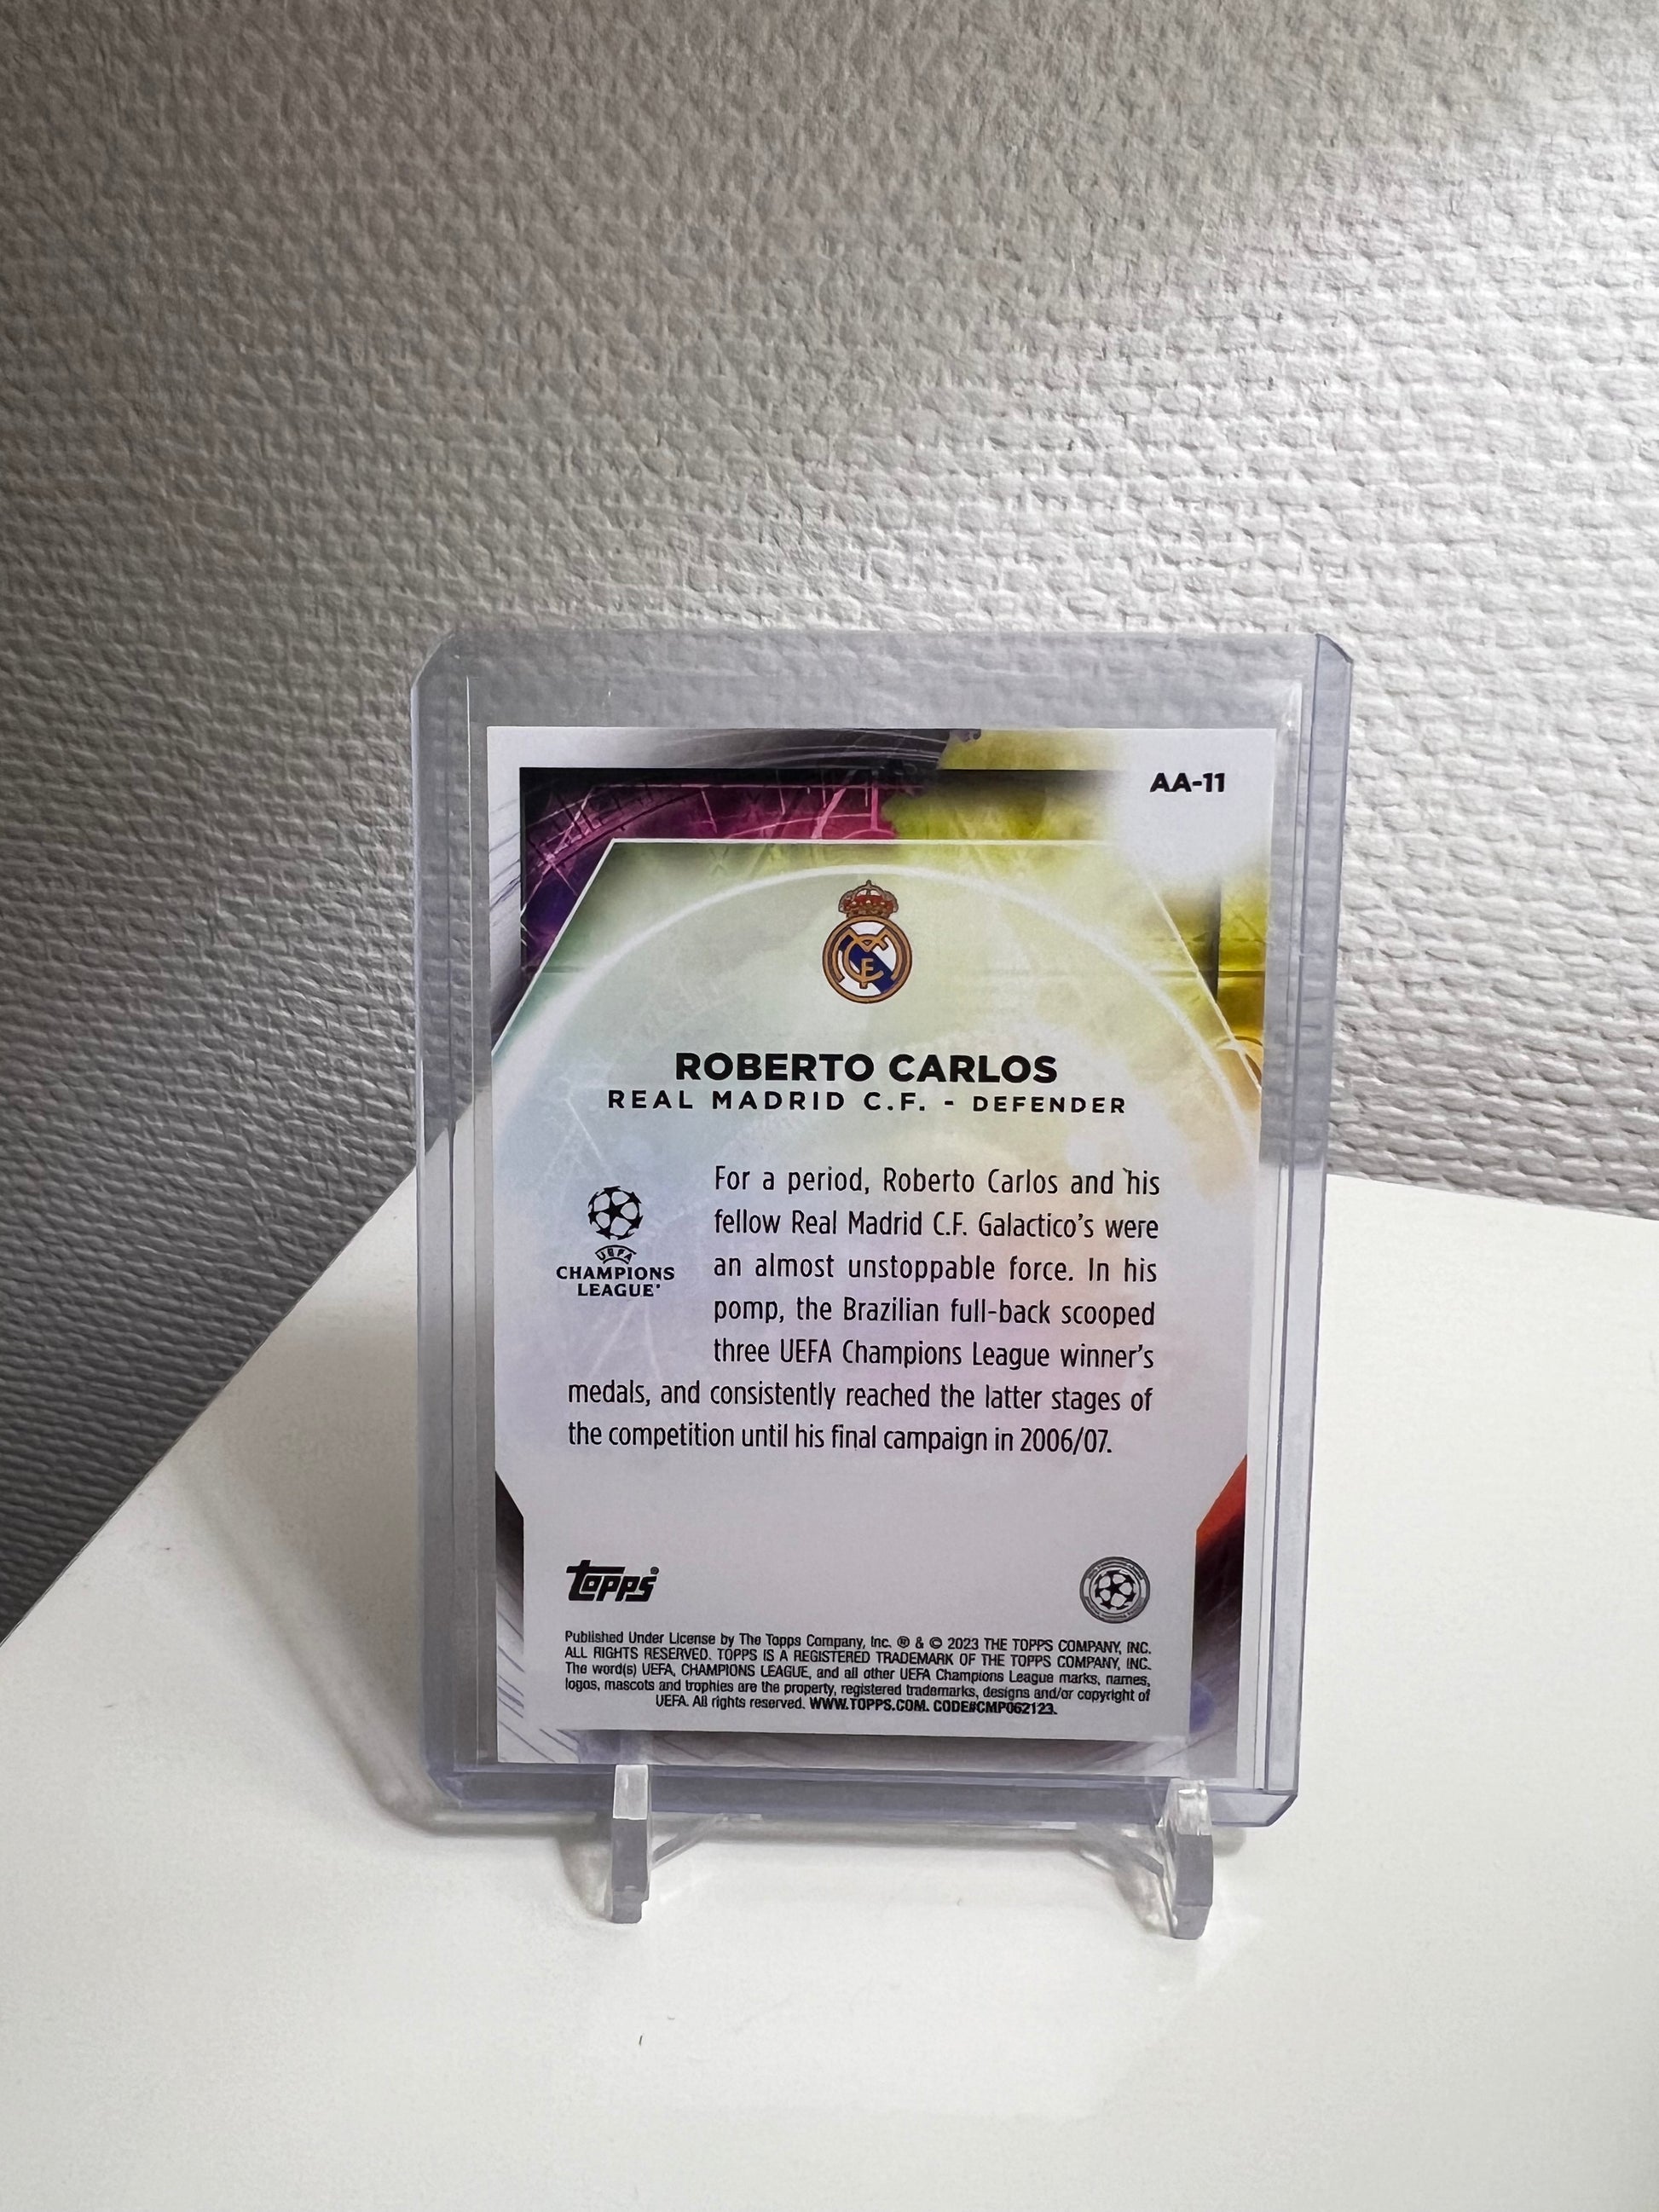 AA-11
ROBERTO CARLOS
REAL MADRID C.F. - DEFENDER
For a period, Roberto Carlos and his
fellow Real Madrid C.F. Galactico's were
an almost unstoppable force. In his
pomp, the Brazilian full-back scooped
three UEFA Champions League winner's
medals, and consistently reached the latter stages of
the competition until his final campaign in 2006/07.
UEFA
CHAMPIONS
LEAGUE
topps
Published Under License by The Topps Company, Inc. ® & © 2023 THE TOPPS COMPANY, INC.
ALL RIGHTS RESERVED. TOPPS IS A REGISTERED TRADEMARK OF THE TOPPS COMPANY, INC.
The word(s) UEFA, CHAMPIONS LEAGUE, and all other UEFA Champions League marks, names,
logos, mascots and trophies are the property, registered trademarks, designs and/or copyright of
UEFA. All rights reserved. WWW.TOPPS.COM. CODE#CMP062123.